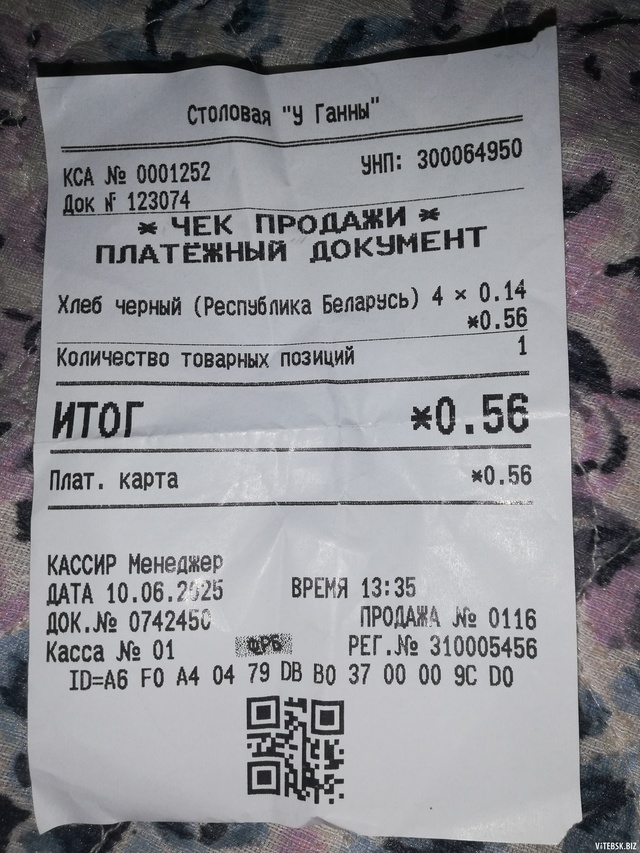 Столовая "У Ганны"
КСА № 0001252 УНП: 300064950
Док № 123074
* ЧЕК ПРОДАЖИ *
ПЛАТЕЖНЫЙ ДОКУМЕНТ
Хлеб черный (Республика Беларусь) 4 × 0.14
*0.56
Количество товарных позиций 1
ИТОГ *0.56
Плат. карта *0.56
КАССИР Менеджер
ДАТА 10.06.2025 ВРЕМЯ 13:35
ДОК.№ 0742450 ПРОДАЖА № 0116
Касса № 01 ФРБ РЕГ.№ 310005456
ID=A6 F0 A4 04 79 DB B0 37 00 00 9C D0
ViTEBSK.BIZ